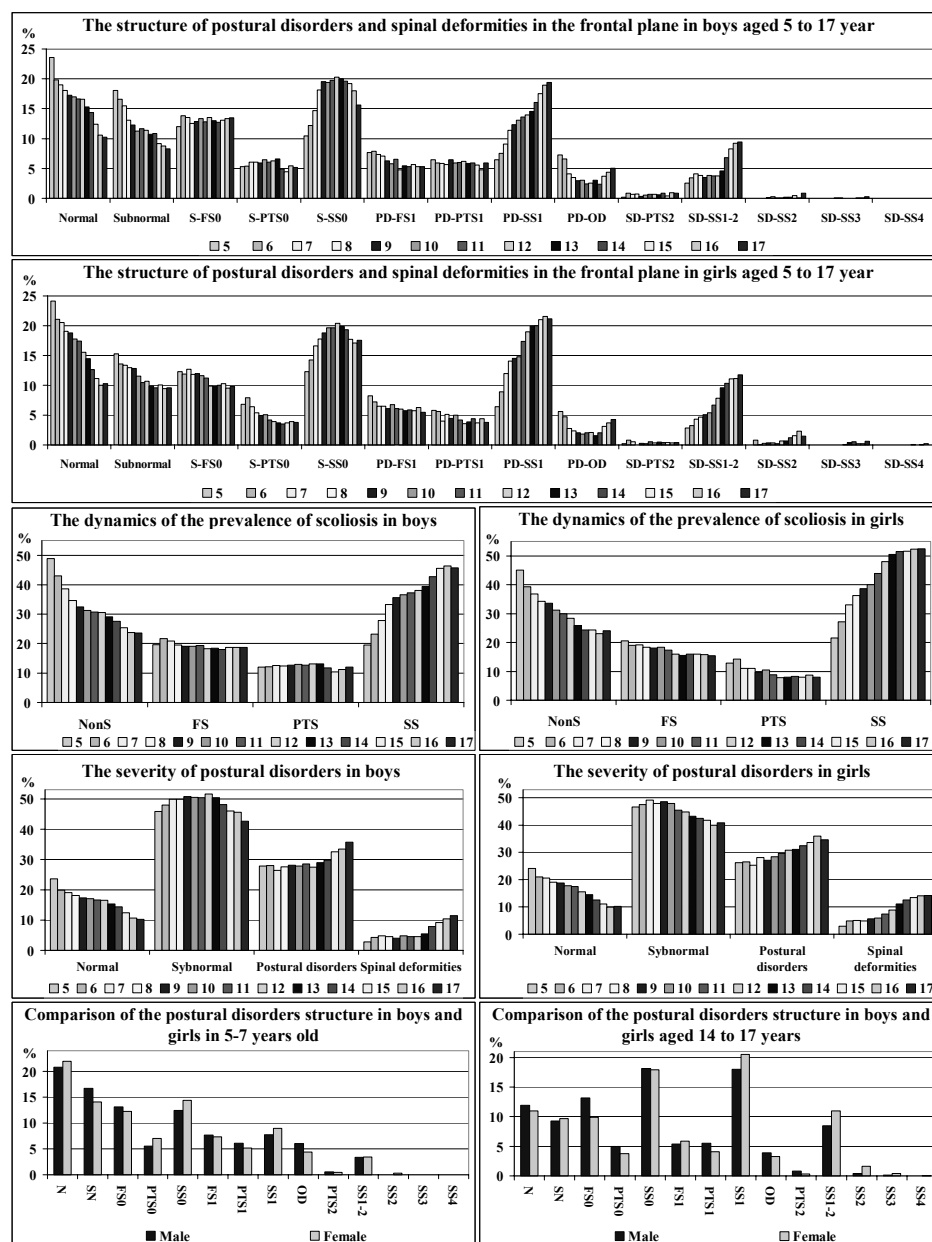 The structure of postural disorders and spinal deformities in the frontal plane in boys aged 5 to 17 year
%
25
20
15
10
5
0
Normal Subnormal S-FS0 S-PTS0 S-SS0 PD-FS1 PD-PTS1 PD-SS1 PD-OD SD-PTS2 SD-SS1-2 SD-SS2 SD-SS3 SD-SS4
5 6 7 8 9 10 11 12 13 14 15 16 17
The structure of postural disorders and spinal deformities in the frontal plane in girls aged 5 to 17 year
%
25
20
15
10
5
0
Normal Subnormal S-FS0 S-PTS0 S-SS0 PD-FS1 PD-PTS1 PD-SS1 PD-OD SD-PTS2 SD-SS1-2 SD-SS2 SD-SS3 SD-SS4
5 6 7 8 9 10 11 12 13 14 15 16 17
The dynamics of the prevalence of scoliosis in boys
%
50
40
30
20
10
0
NonS FS PTS SS
5 6 7 8 9 10 11 12 13 14 15 16 17
The dynamics of the prevalence of scoliosis in girls
%
50
40
30
20
10
0
NonS FS PTS SS
5 6 7 8 9 10 11 12 13 14 15 16 17
The severity of postural disorders in boys
%
50
40
30
20
10
0
Normal Sybnormal Postural disorders Spinal deformities
5 6 7 8 9 10 11 12 13 14 15 16 17
The severity of postural disorders in girls
%
50
40
30
20
10
0
Normal Sybnormal Postural Spinal
disorders deformities
5 6 7 8 9 10 11 12 13 14 15 16 17
Comparison of the postural disorders structure in boys and
girls in 5-7 years old
%
20
15
10
5
0
N SN FS0 PTS0 SS0 FS1 PTS1 SS1 OD PTS2 SS1-2 SS2 SS3 SS4
Male Female
Comparison of the postural disorders structure in boys and
girls aged 14 to 17 years
%
20
15
10
5
0
N SN FS0 PTS0 SS0 FS1 PTS1 SS1 OD PTS2 SS1-2 SS2 SS3 SS4
Male Female